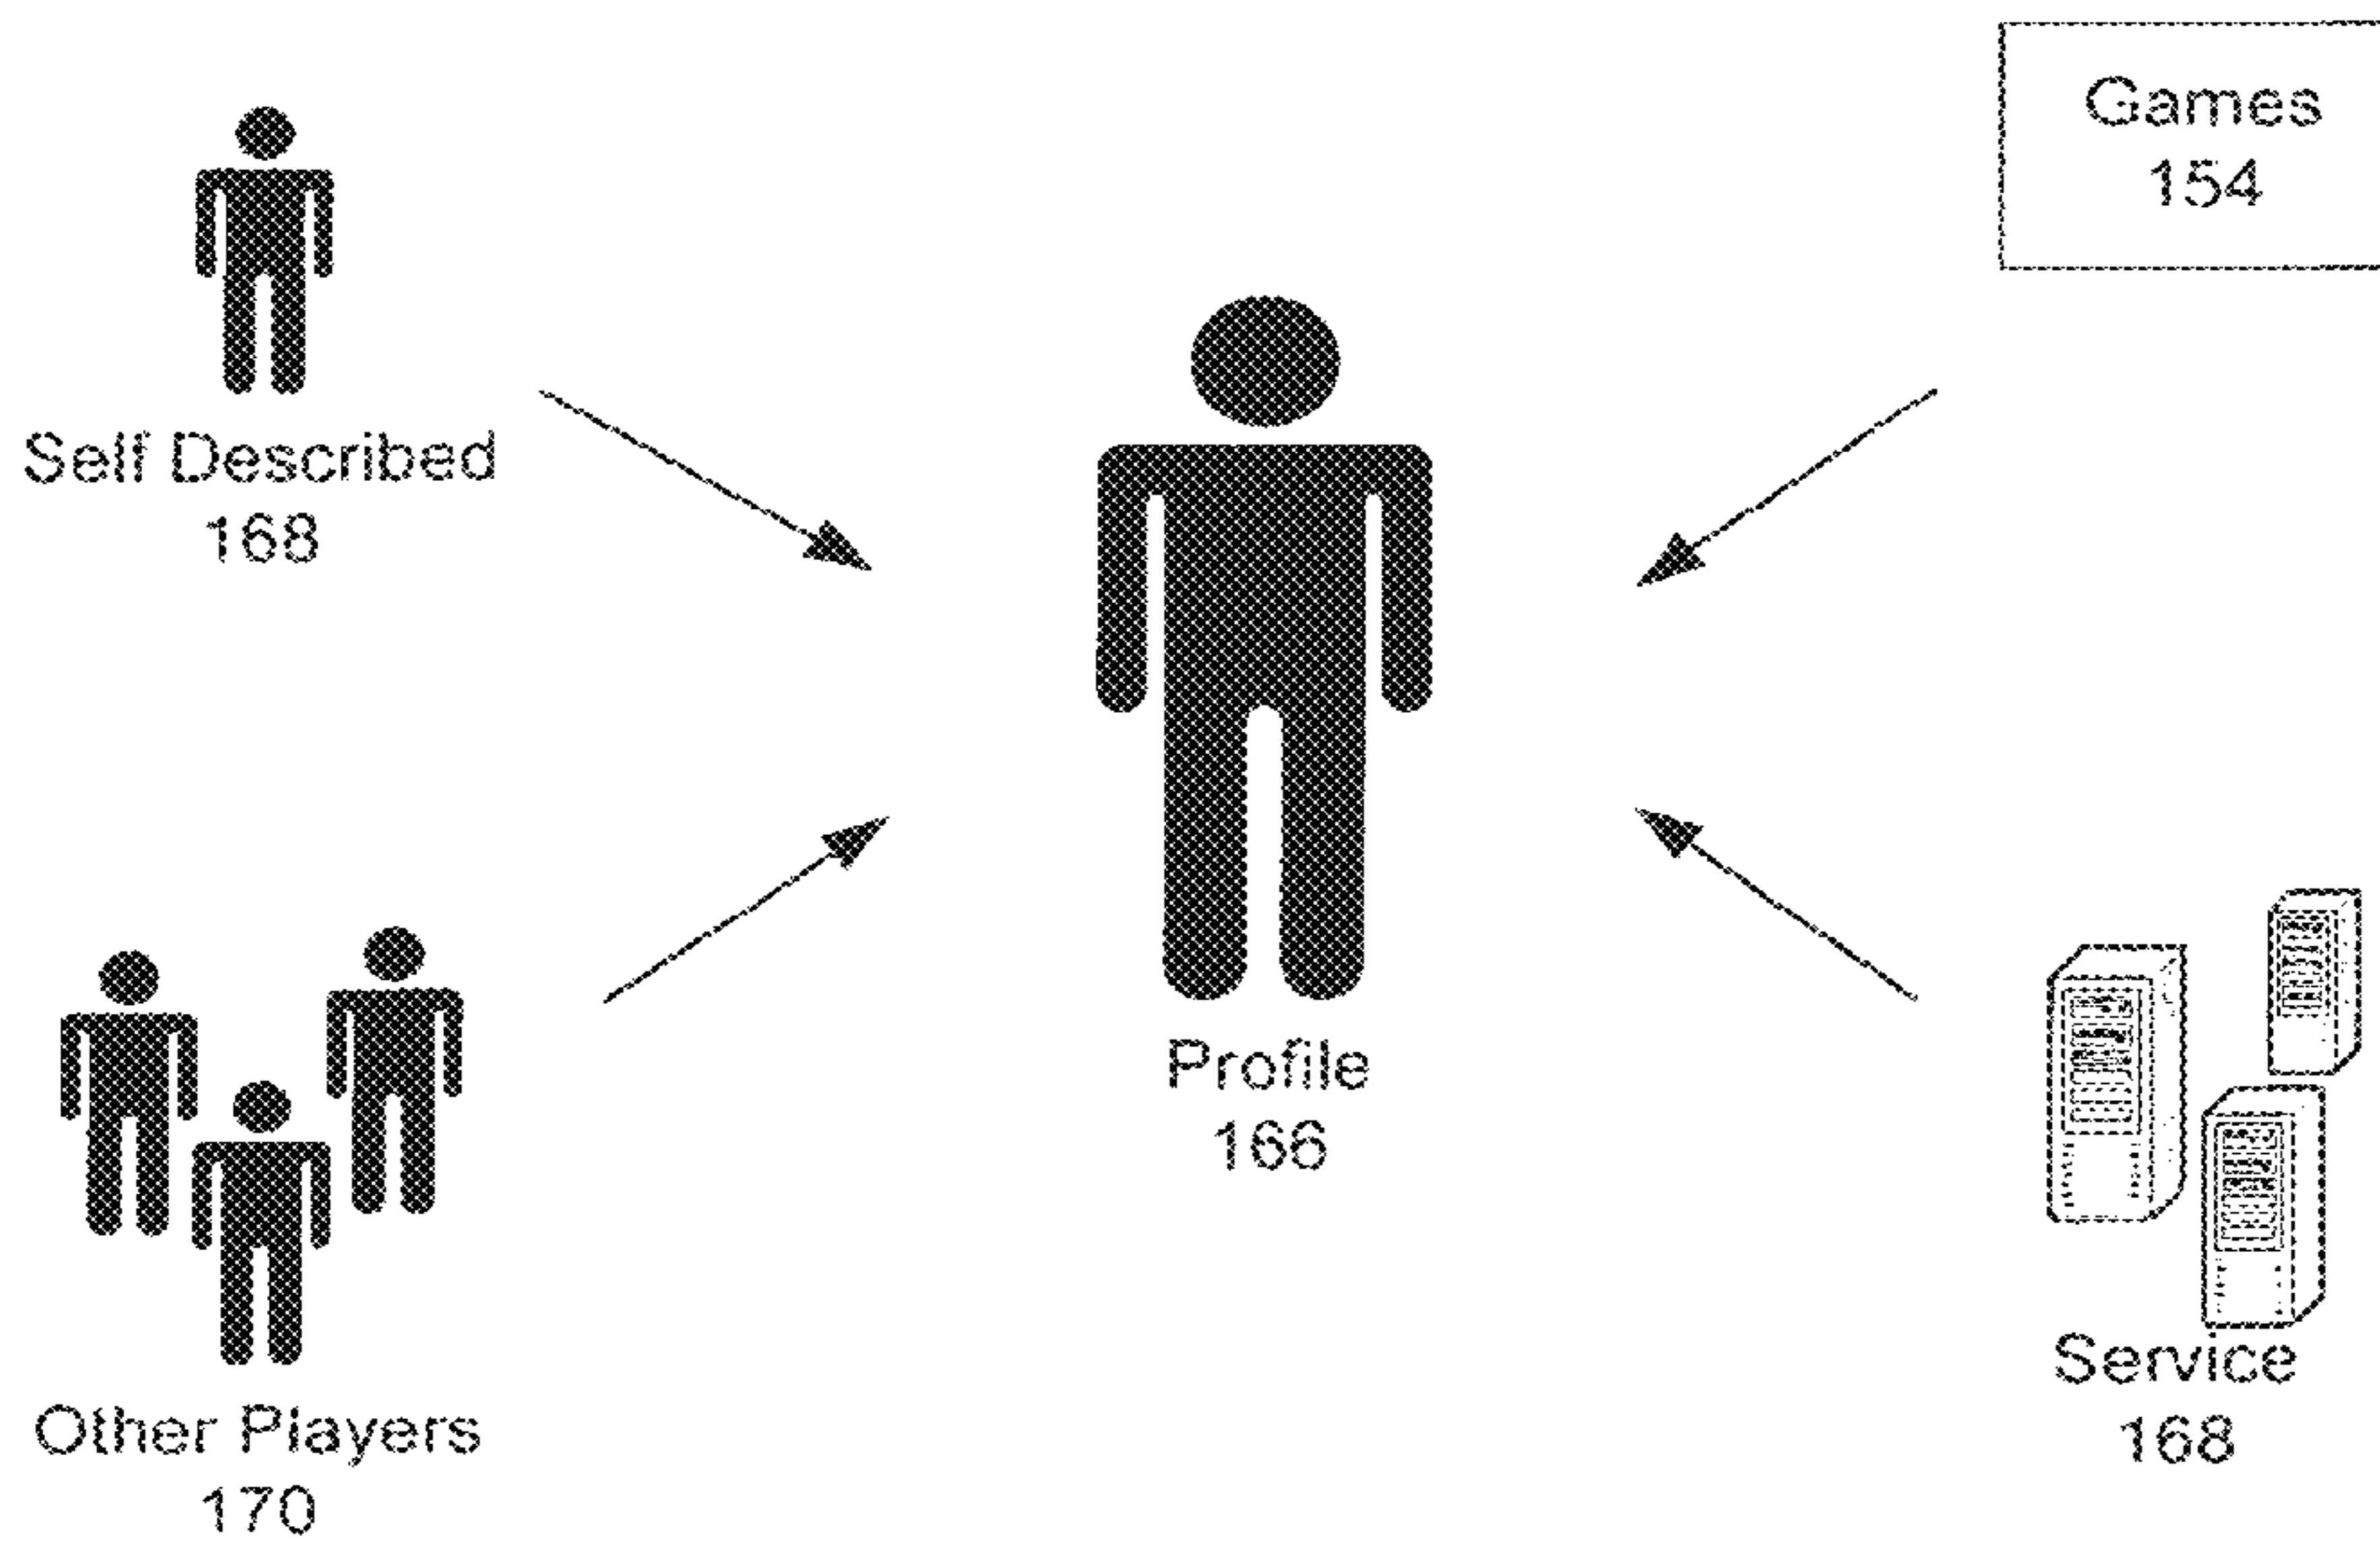 Games
154
Self Described
168
Profile
166
Service
168
Other Players
170